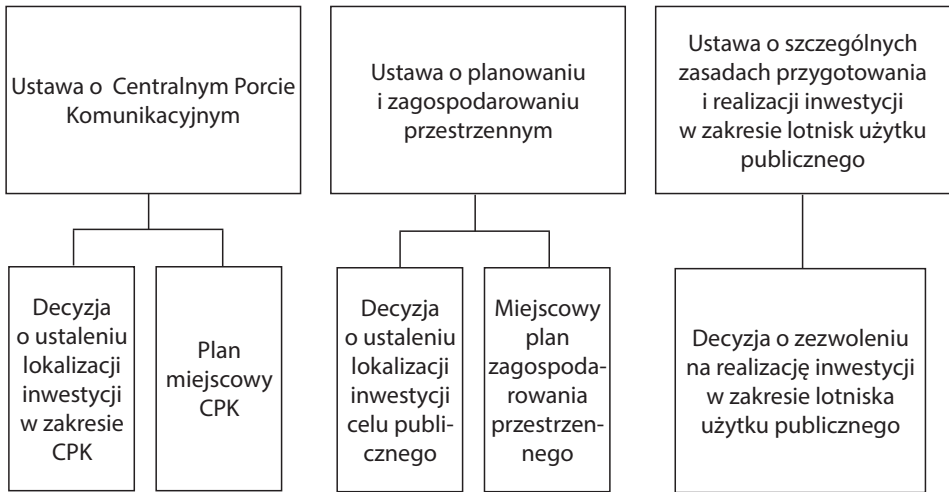 Ustawa o Centralnym Porcie
Komunikacyjnym
Ustawa o planowaniu
i zagospodarowaniu
przestrzennym
Ustawa o szczególnych
zasadach przygotowania
i realizacji inwestycji
w zakresie lotnisk użytku
publicznego
Decyzja
o ustaleniu
lokalizacji
inwestycji
w zakresie
CPK
Plan
miejscowy
CPK
Decyzja
o ustaleniu
lokalizacji
inwestycji
celu publi-
cznego
Miejscowy
plan
zagospoda-
rowania
przestrzen-
nego
Decyzja o zezwoleniu
na realizację inwestycji
w zakresie lotniska
użytku publicznego